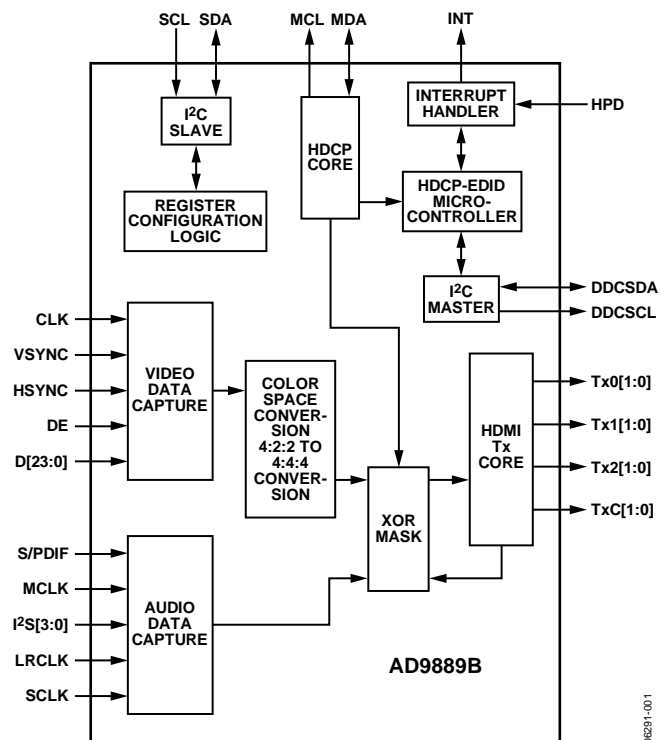 SCL SDA MCL MDA INT
I²C
SLAVE
REGISTER
CONFIGURATION
LOGIC
HDCP
CORE
INTERRUPT
HANDLER
HPD
HDCP-EDID
MICRO-
CONTROLLER
I²C
MASTER
DDCSDA
DDCSCL
CLK
VSYNC
HSYNC
DE
D[23:0]
VIDEO
DATA
CAPTURE
COLOR
SPACE
CONVER-
SION
4:2:2 TO
4:4:4
CONVER-
SION
XOR
MASK
HDMI
Tx
CORE
Tx0[1:0]
Tx1[1:0]
Tx2[1:0]
TxC[1:0]
S/PDIF
MCLK
I²S[3:0]
LRCLK
SCLK
AUDIO
DATA
CAPTURE
AD9889B
06291-001